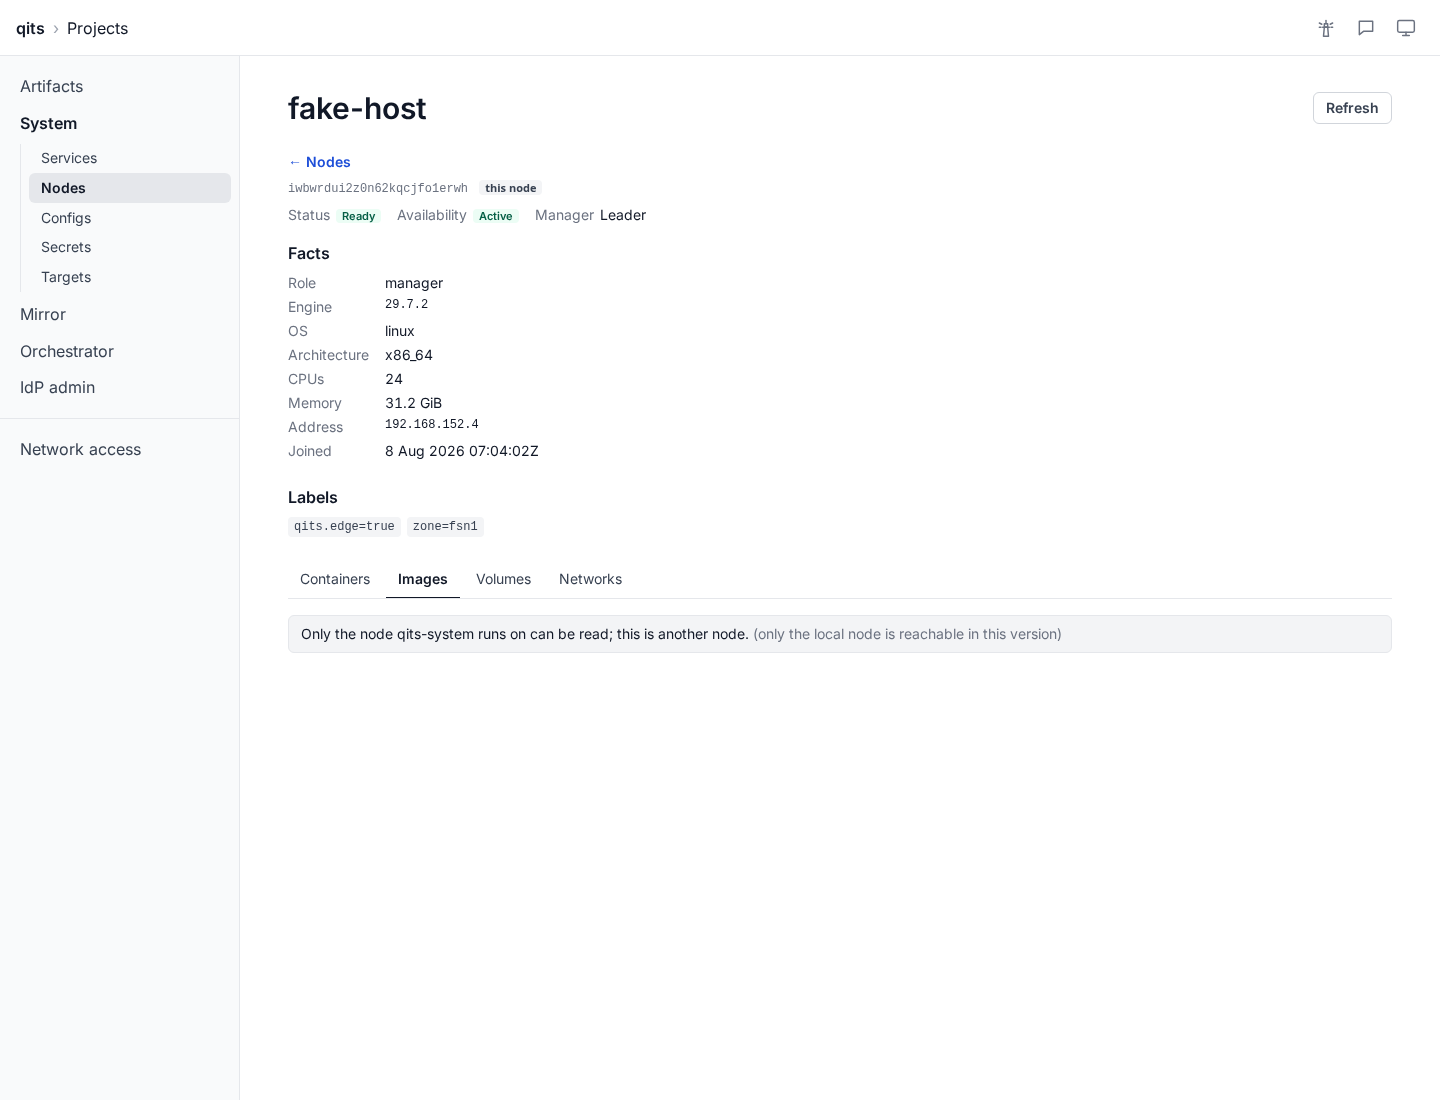 qits › Projects
Artifacts
System
Services
Nodes
Configs
Secrets
Targets
Mirror
Orchestrator
IdP admin
Network access
fake-host
Refresh
← Nodes
iwbwrdui2z0n62kqcjfo1erwh this node
Status Ready Availability Active Manager Leader
Facts
Role manager
Engine 29.7.2
OS linux
Architecture x86_64
CPUs 24
Memory 31.2 GiB
Address 192.168.152.4
Joined 8 Aug 2026 07:04:02Z
Labels
qits.edge=true zone=fsn1
Containers Images Volumes Networks
Only the node qits-system runs on can be read; this is another node. (only the local node is reachable in this version)